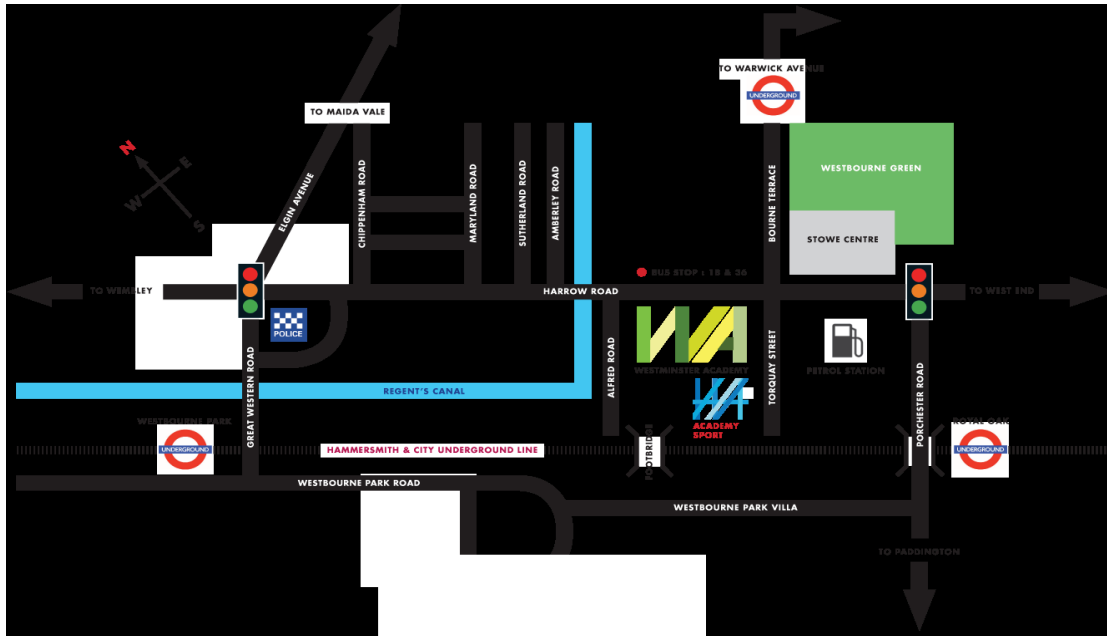 TO WARWICK AVENUE
UNDERGROUND
TO MAIDA VALE
N
E
W
S
ELGIN AVENUE
CHIPPENHAM ROAD
MARYLAND ROAD
SUTHERLAND ROAD
AMBERLEY ROAD
BOURNE TERRACE
WESTBOURNE GREEN
STOWE CENTRE
BUS STOP : 18 & 36
TO WEMBLEY
HARROW ROAD
TO WEST END
POLICE
GREAT WESTERN ROAD
ALFRED ROAD
WA
WESTMINSTER ACADEMY
TORQUAY STREET
PETROL STATION
PORCHESTER ROAD
REGENT'S CANAL
WA
ACADEMY
SPORT
WESTBOURNE PARK
UNDERGROUND
HAMMERSMITH & CITY UNDERGROUND LINE
FOOTBRIDGE
ROYAL OAK
UNDERGROUND
WESTBOURNE PARK ROAD
WESTBOURNE PARK VILLA
TO PADDINGTON